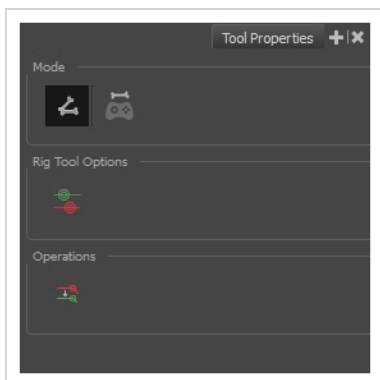 Tool Properties
Mode
Rig Tool Options
Operations